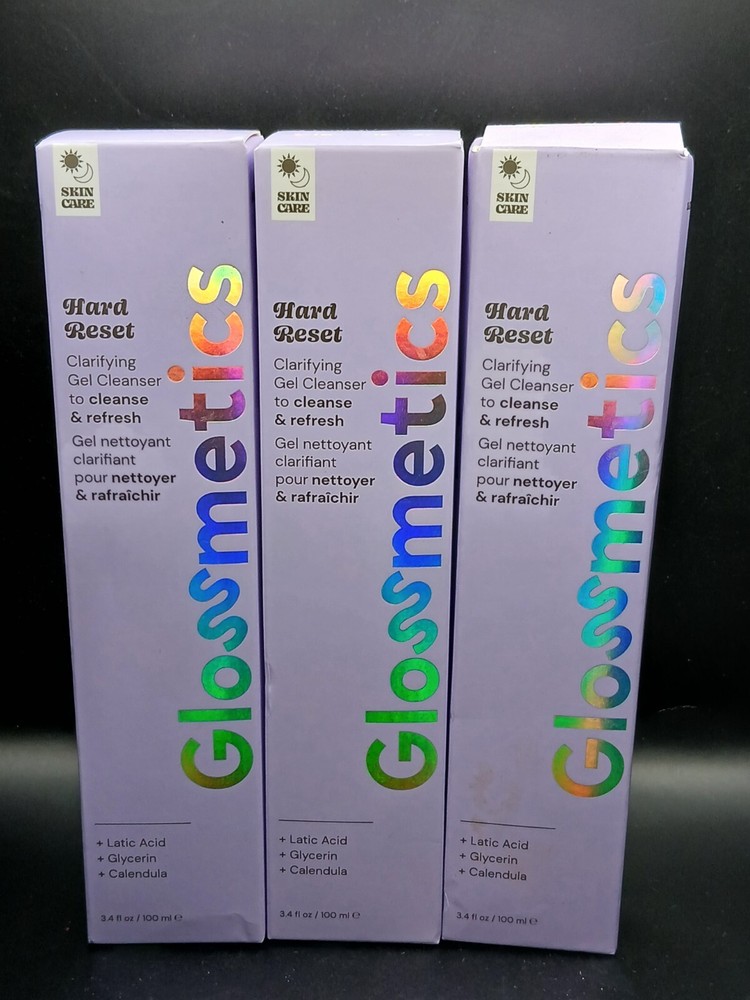 SKIN
CARE
Hard
Reset
Clarifying
Gel Cleanser
to cleanse
& refresh
Gel nettoyant
clarifiant
pour nettoyer
& rafraîchir
Glossmetics
+ Latic Acid
+ Glycerin
+ Calendula
3.4 fl oz / 100 ml ℮
SKIN
CARE
Hard
Reset
Clarifying
Gel Cleanser
to cleanse
& refresh
Gel nettoyant
clarifiant
pour nettoyer
& rafraîchir
Glossmetics
+ Latic Acid
+ Glycerin
+ Calendula
3.4 fl oz / 100 ml ℮
SKIN
CARE
Hard
Reset
Clarifying
Gel Cleanser
to cleanse
& refresh
Gel nettoyant
clarifiant
pour nettoyer
& rafraîchir
Glossmetics
+ Latic Acid
+ Glycerin
+ Calendula
3.4 fl oz / 100 ml ℮